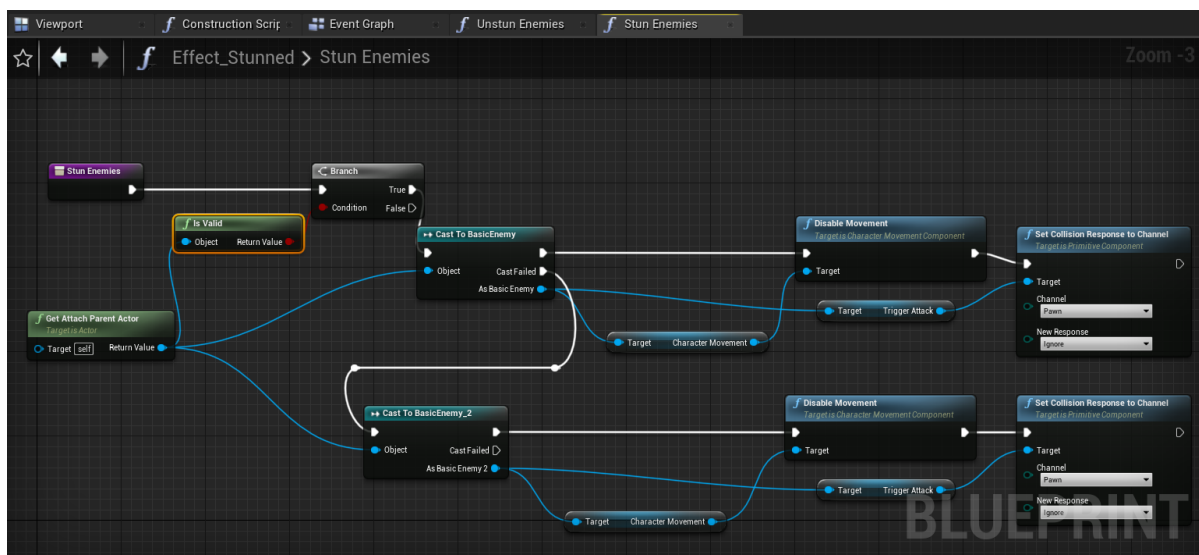 Viewport
Construction Scrip
Event Graph
Unstun Enemies
Stun Enemies
Effect_Stunned > Stun Enemies
Zoom -3
Stun Enemies
Branch
True
Condition
False
Is Valid
Object
Return Value
Cast To BasicEnemy
Object
Cast Failed
As Basic Enemy
Disable Movement
Target is Character Movement Component
Target
Set Collision Response to Channel
Target is Primitive Component
Target
Channel
Pawn
New Response
Ignore
Target
Trigger Attack
Target
Character Movement
Get Attach Parent Actor
Target is Actor
Target self
Return Value
Cast To BasicEnemy_2
Object
Cast Failed
As Basic Enemy 2
Disable Movement
Target is Character Movement Component
Target
Set Collision Response to Channel
Target is Primitive Component
Target
Channel
Pawn
New Response
Ignore
Target
Trigger Attack
Target
Character Movement
BLUEPRINT